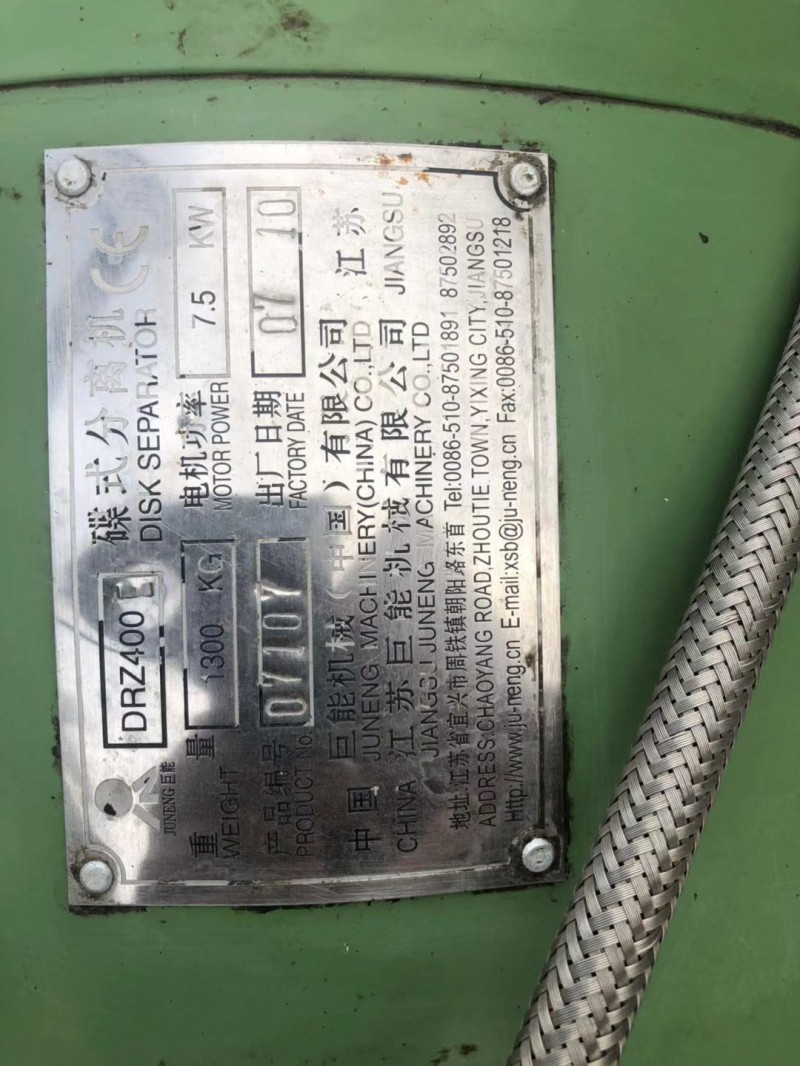 JUNENG 巨能
DRZ400
碟式分离机 CE
DISK SEPARATOR
重量 1300 KG 电机功率 7.5 KW
WEIGHT MOTOR POWER
产品编号 07107 出厂日期 07 10
PRODUCT No. FACTORY DATE
中国 巨能机械（中国）有限公司 、江苏
JUNENG MACHINERY(CHINA) CO.,LTD
CHINA 江苏巨能机械有限公司 JIANGSU
JIANGSU JUNENG MACHINERY CO.,LTD
地址:江苏省宜兴市周铁镇朝阳路东首 Tel:0086-510-87501891 87502892
ADDRESS:CHAOYANG ROAD,ZHOUTIE TOWN,YIXING CITY,JIANGSU
Http://www.ju-neng.cn E-mail:xsb@ju-neng.cn Fax:0086-510-87501218